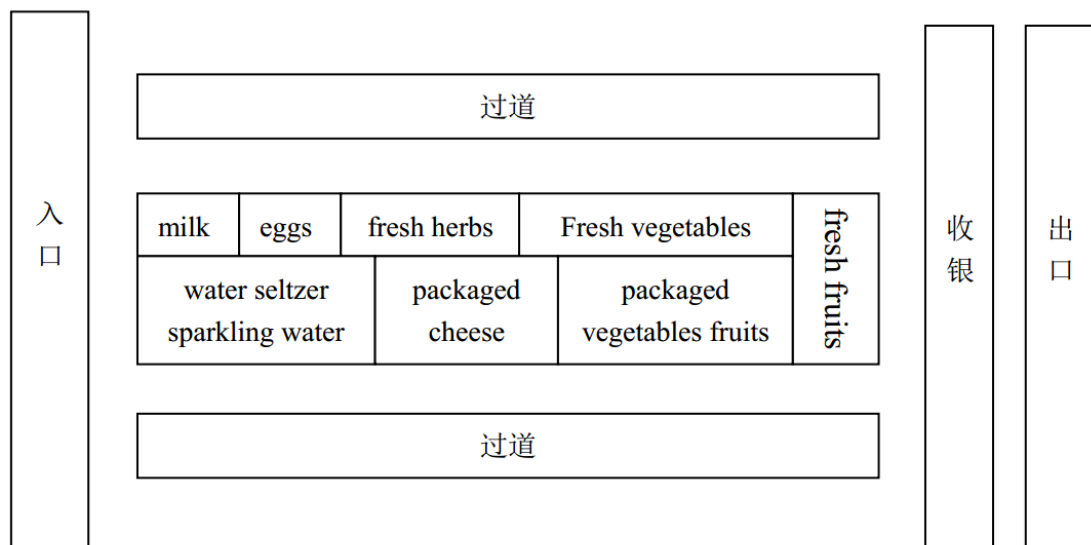 过道
入
口
milk
eggs
fresh herbs
Fresh vegetables
fresh fruits
water seltzer
sparkling water
packaged
cheese
packaged
vegetables fruits
过道
收
银
出
口